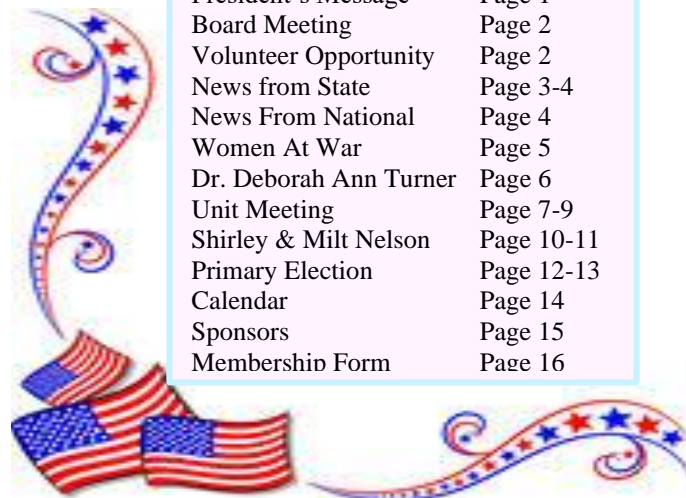 President's Message Page 1
Board Meeting Page 2
Volunteer Opportunity Page 2
News from State Page 3-4
News From National Page 4
Women At War Page 5
Dr. Deborah Ann Turner Page 6
Unit Meeting Page 7-9
Shirley & Milt Nelson Page 10-11
Primary Election Page 12-13
Calendar Page 14
Sponsors Page 15
Membership Form Page 16